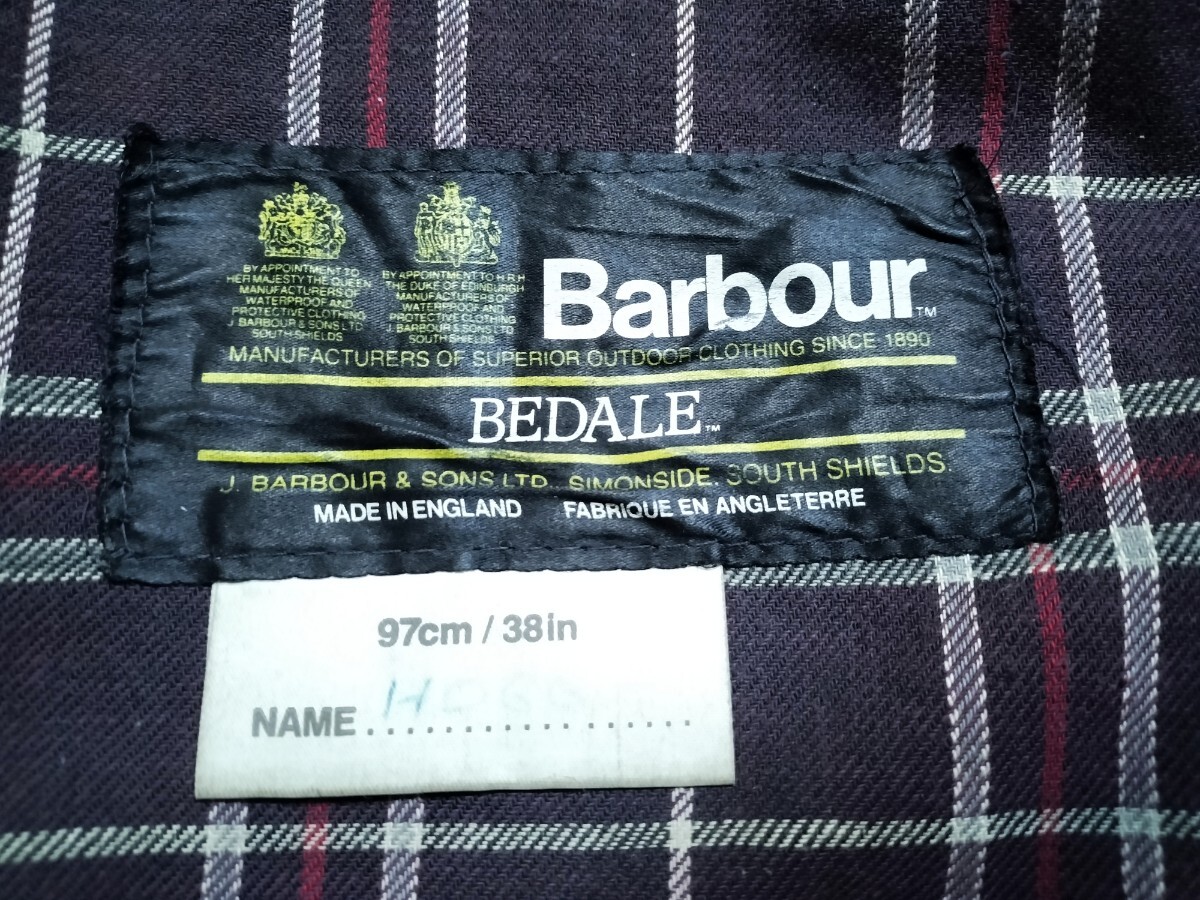 BY APPOINTMENT TO
HER MAJESTY THE QUEEN
MANUFACTURERS OF
WATERPROOF AND
PROTECTIVE CLOTHING
J. BARBOUR & SONS LTD
SOUTH SHIELDS
BY APPOINTMENT TO H.R.H.
THE DUKE OF EDINBURGH
MANUFACTURERS OF
WATERPROOF AND
PROTECTIVE CLOTHING
J. BARBOUR & SONS LTD
SOUTH SHIELDS
Barbour™
MANUFACTURERS OF SUPERIOR OUTDOOR CLOTHING SINCE 1890
BEDALE™
J. BARBOUR & SONS LTD. SIMONSIDE. SOUTH SHIELDS.
MADE IN ENGLAND FABRIQUE EN ANGLETERRE
97cm / 38in
NAME..................